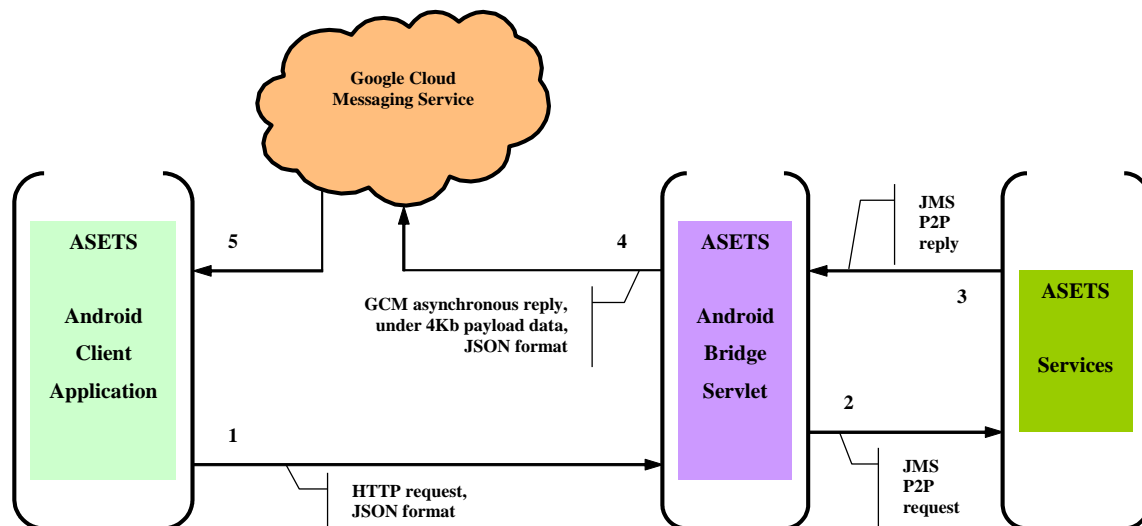 Google Cloud
Messaging Service
ASETS
Android
Client
Application
5
4
GCM asynchronous reply,
under 4Kb payload data,
JSON format
1
HTTP request,
JSON format
ASETS
Android
Bridge
Servlet
JMS
P2P
reply
3
2
JMS
P2P
request
ASETS
Services